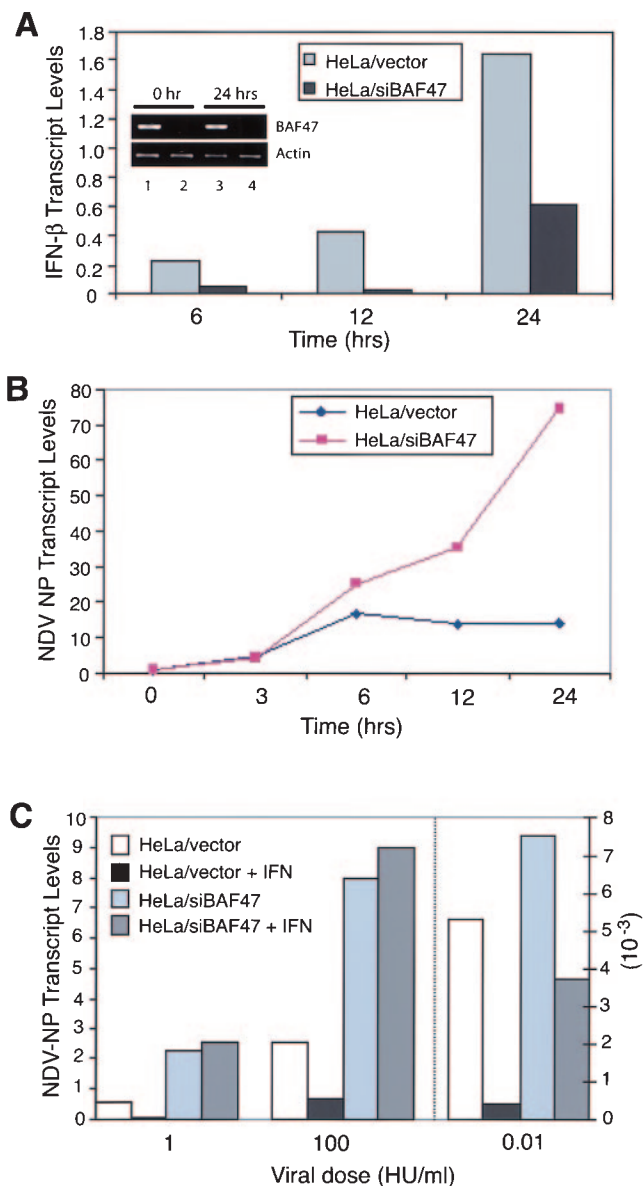 A
IFN-β Transcript Levels
1.8
1.6
1.4
1.2
1.0
0.8
0.6
0.4
0.2
0
HeLa/vector
HeLa/siBAF47
0 hr 24 hrs
BAF47
Actin
1 2 3 4
6 12 24
Time (hrs)
B
NDV NP Transcript Levels
80
70
60
50
40
30
20
10
0
HeLa/vector
HeLa/siBAF47
0 3 6 12 24
Time (hrs)
C
NDV-NP Transcript Levels
10
9
8
7
6
5
4
3
2
1
0
HeLa/vector
HeLa/vector + IFN
HeLa/siBAF47
HeLa/siBAF47 + IFN
8
7
6
5
4
3
2
1
0
(10⁻³)
1 100 0.01
Viral dose (HU/ml)